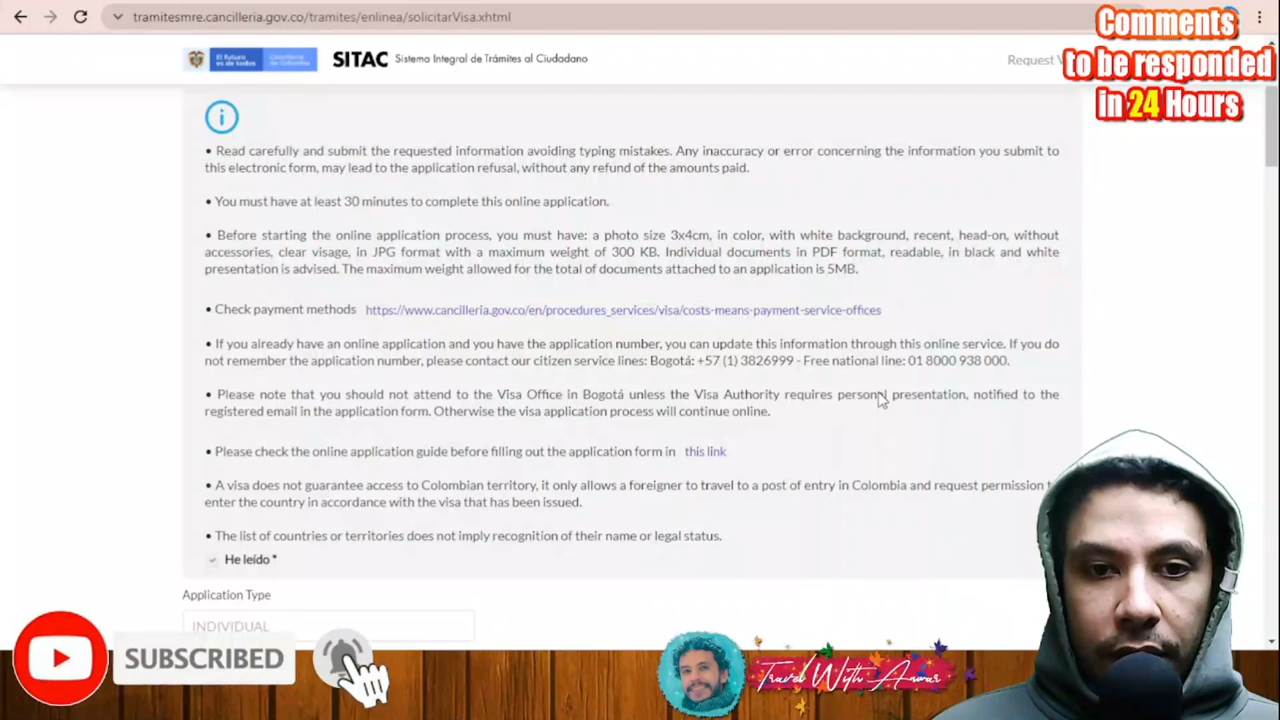 tramitesmre.cancilleria.gov.co/tramites/enlinea/solicitarVisa.xhtml
Comments
to be responded
in 24 Hours
El futuro
es de todos
Cancillería
de Colombia
SITAC Sistema Integral de Trámites al Ciudadano
Request V
i
• Read carefully and submit the requested information avoiding typing mistakes. Any inaccuracy or error concerning the information you submit to
this electronic form, may lead to the application refusal, without any refund of the amounts paid.
• You must have at least 30 minutes to complete this online application.
• Before starting the online application process, you must have: a photo size 3x4cm, in color, with white background, recent, head-on, without
accessories, clear visage, in JPG format with a maximum weight of 300 KB. Individual documents in PDF format, readable, in black and white
presentation is advised. The maximum weight allowed for the total of documents attached to an application is 5MB.
• Check payment methods https://www.cancilleria.gov.co/en/procedures_services/visa/costs-means-payment-service-offices
• If you already have an online application and you have the application number, you can update this information through this online service. If you do
not remember the application number, please contact our citizen service lines: Bogotá: +57 (1) 3826999 - Free national line: 01 8000 938 000.
• Please note that you should not attend to the Visa Office in Bogotá unless the Visa Authority requires personal presentation, notified to the
registered email in the application form. Otherwise the visa application process will continue online.
• Please check the online application guide before filling out the application form in this link
• A visa does not guarantee access to Colombian territory, it only allows a foreigner to travel to a post of entry in Colombia and request permission
enter the country in accordance with the visa that has been issued.
• The list of countries or territories does not imply recognition of their name or legal status.
He leído *
Application Type
INDIVIDUAL
SUBSCRIBED
Travel With Anwar